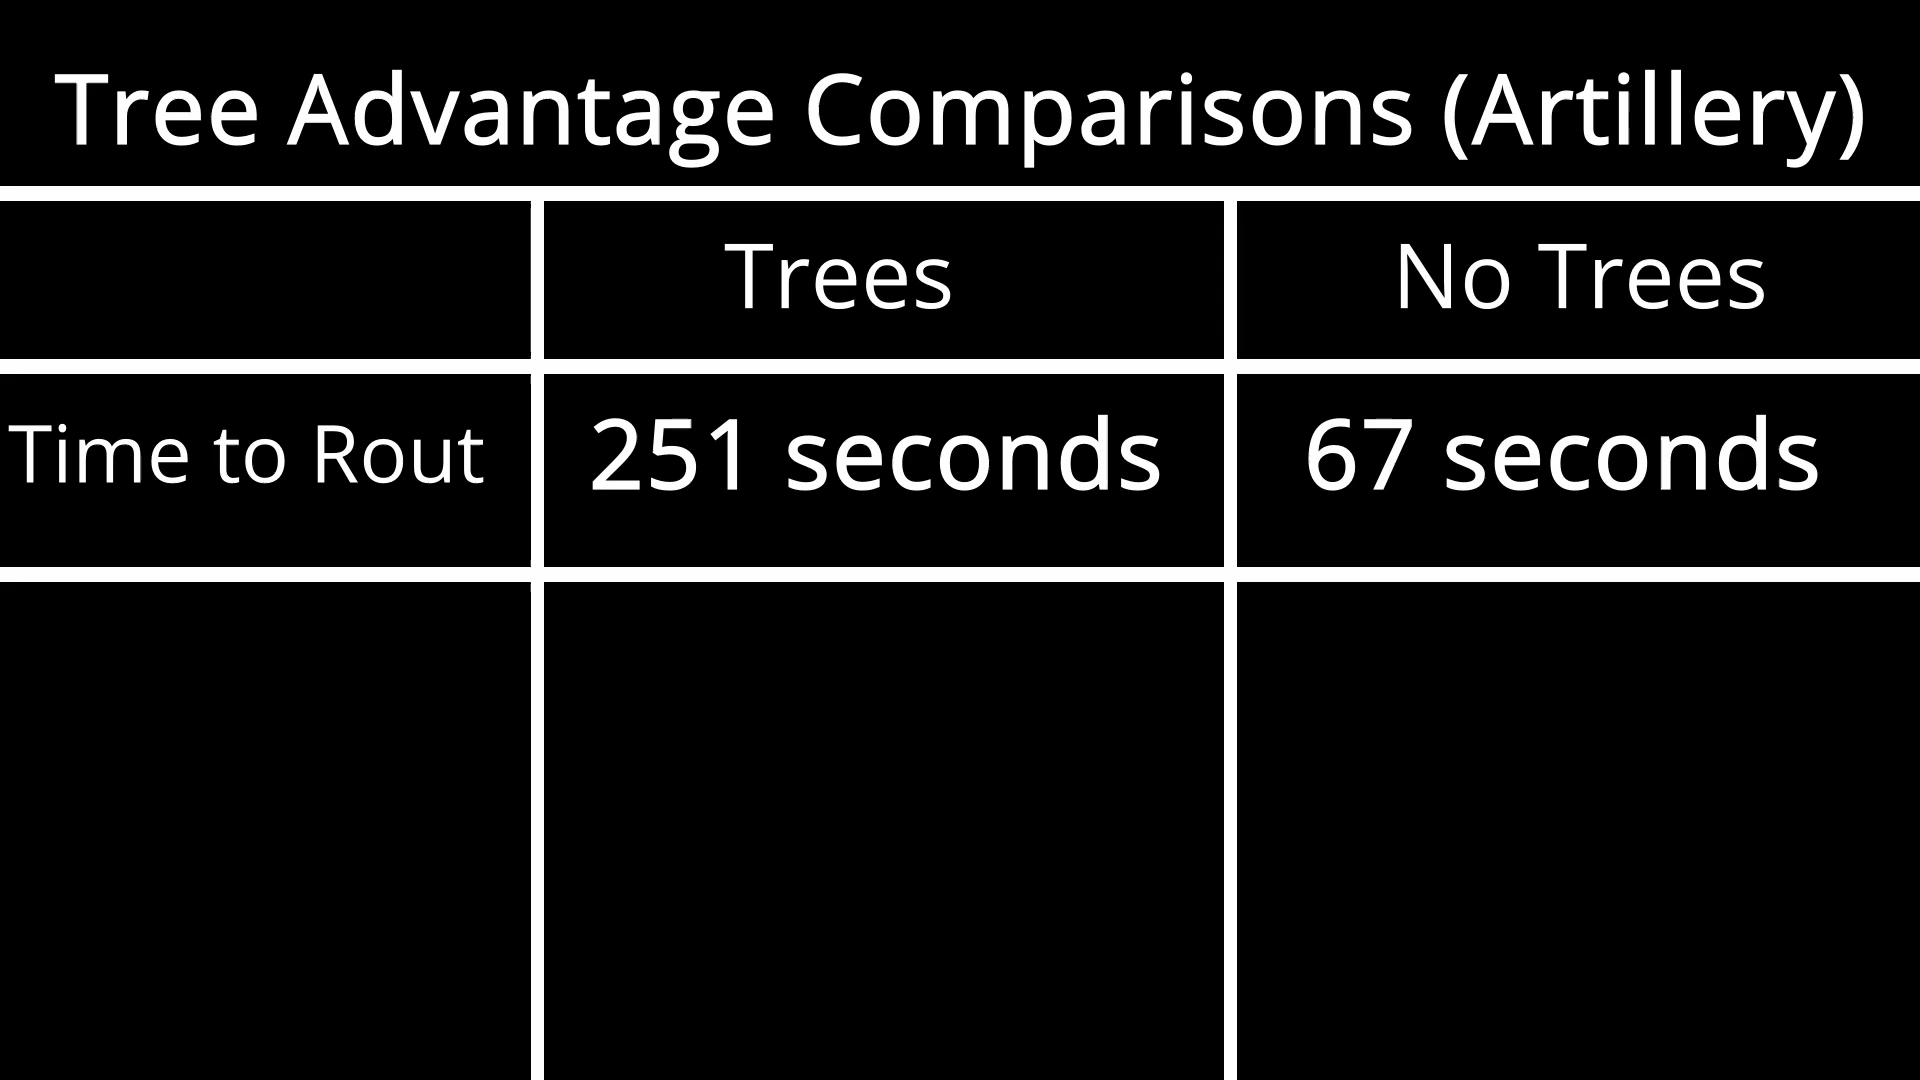 Tree Advantage Comparisons (Artillery)
Trees
No Trees
Time to Rout
251 seconds
67 seconds